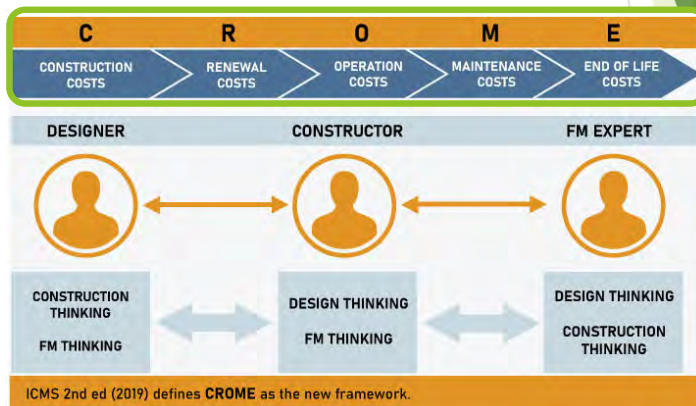 C R O M E
CONSTRUCTION COSTS
RENEWAL COSTS
OPERATION COSTS
MAINTENANCE COSTS
END OF LIFE COSTS
DESIGNER CONSTRUCTOR FM EXPERT
CONSTRUCTION
THINKING
FM THINKING
DESIGN THINKING
FM THINKING
DESIGN THINKING
CONSTRUCTION
THINKING
ICMS 2nd ed (2019) defines CROME as the new framework.